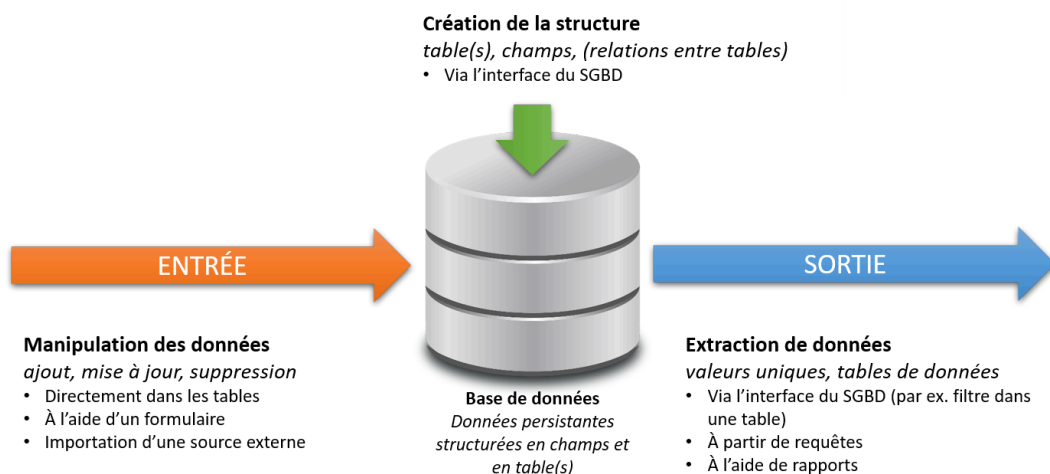 Création de la structure
table(s), champs, (relations entre tables)
• Via l'interface du SGBD
ENTRÉE
SORTIE
Manipulation des données
ajout, mise à jour, suppression
• Directement dans les tables
• À l'aide d'un formulaire
• Importation d'une source externe
Base de données
Données persistantes
structurées en champs et
en table(s)
Extraction de données
valeurs uniques, tables de données
• Via l'interface du SGBD (par ex. filtre dans
une table)
• À partir de requêtes
• À l'aide de rapports